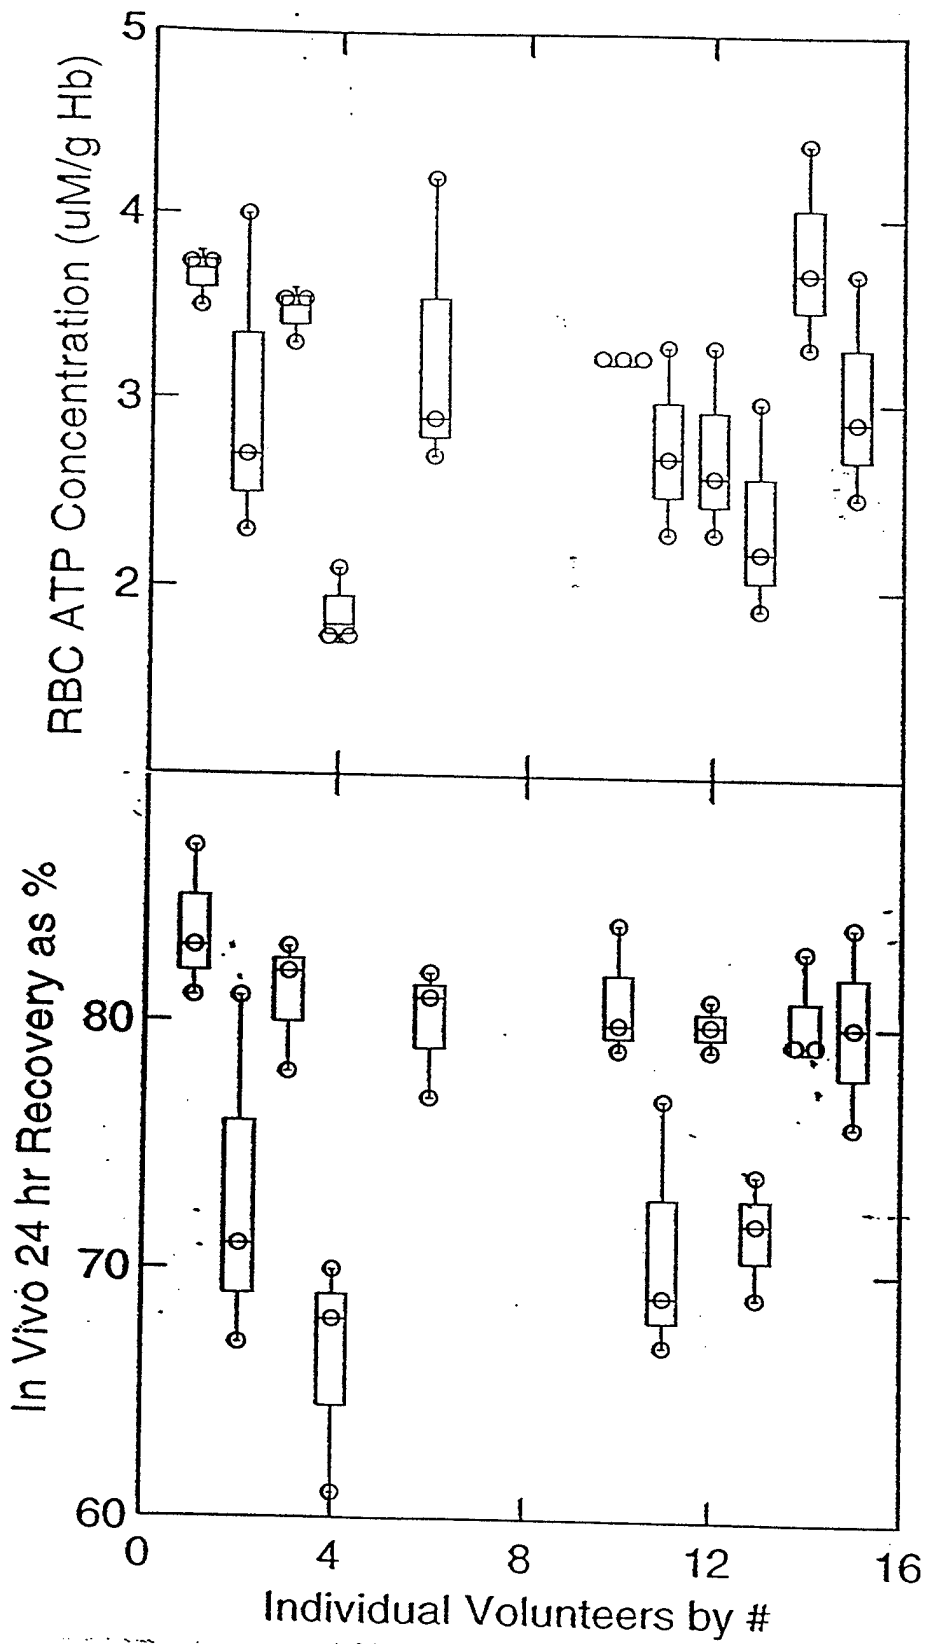 5
4
3
2
RBC ATP Concentration (uM/g Hb)
80
70
60
In Vivo 24 hr Recovery as %
0 4 8 12 16
Individual Volunteers by #